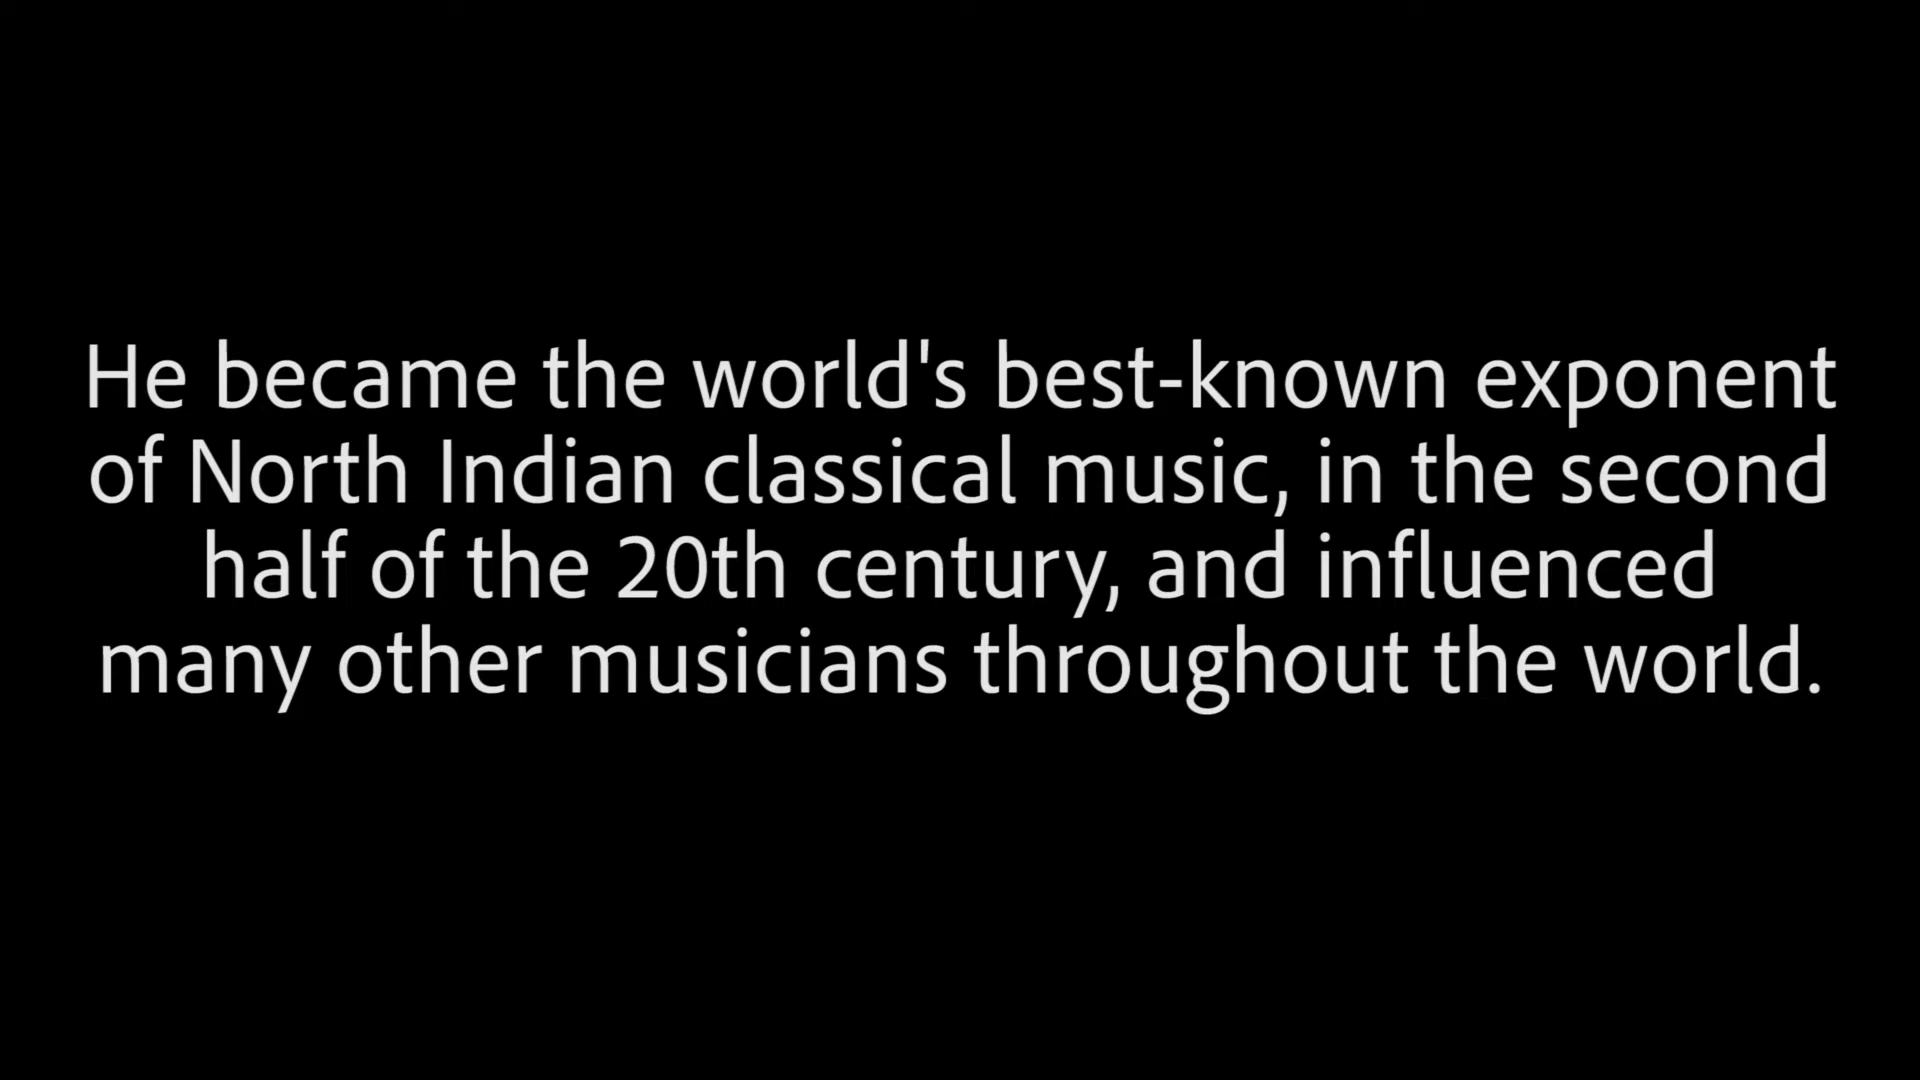 He became the world's best-known exponent
of North Indian classical music, in the second
half of the 20th century, and influenced
many other musicians throughout the world.